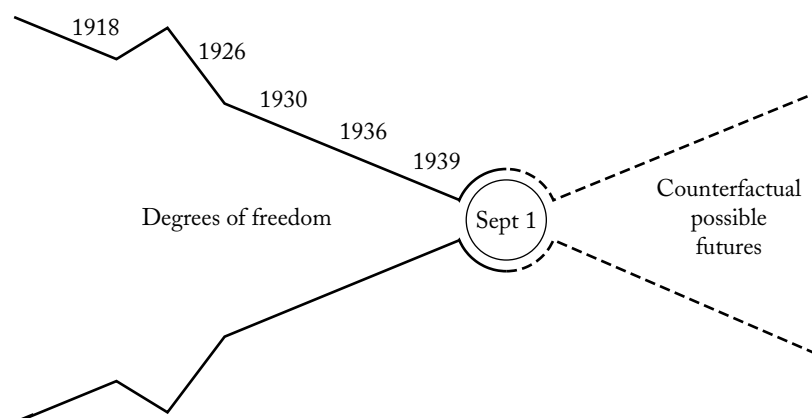 1918
1926
1930
1936
1939
Degrees of freedom
Sept 1
Counterfactual
possible
futures